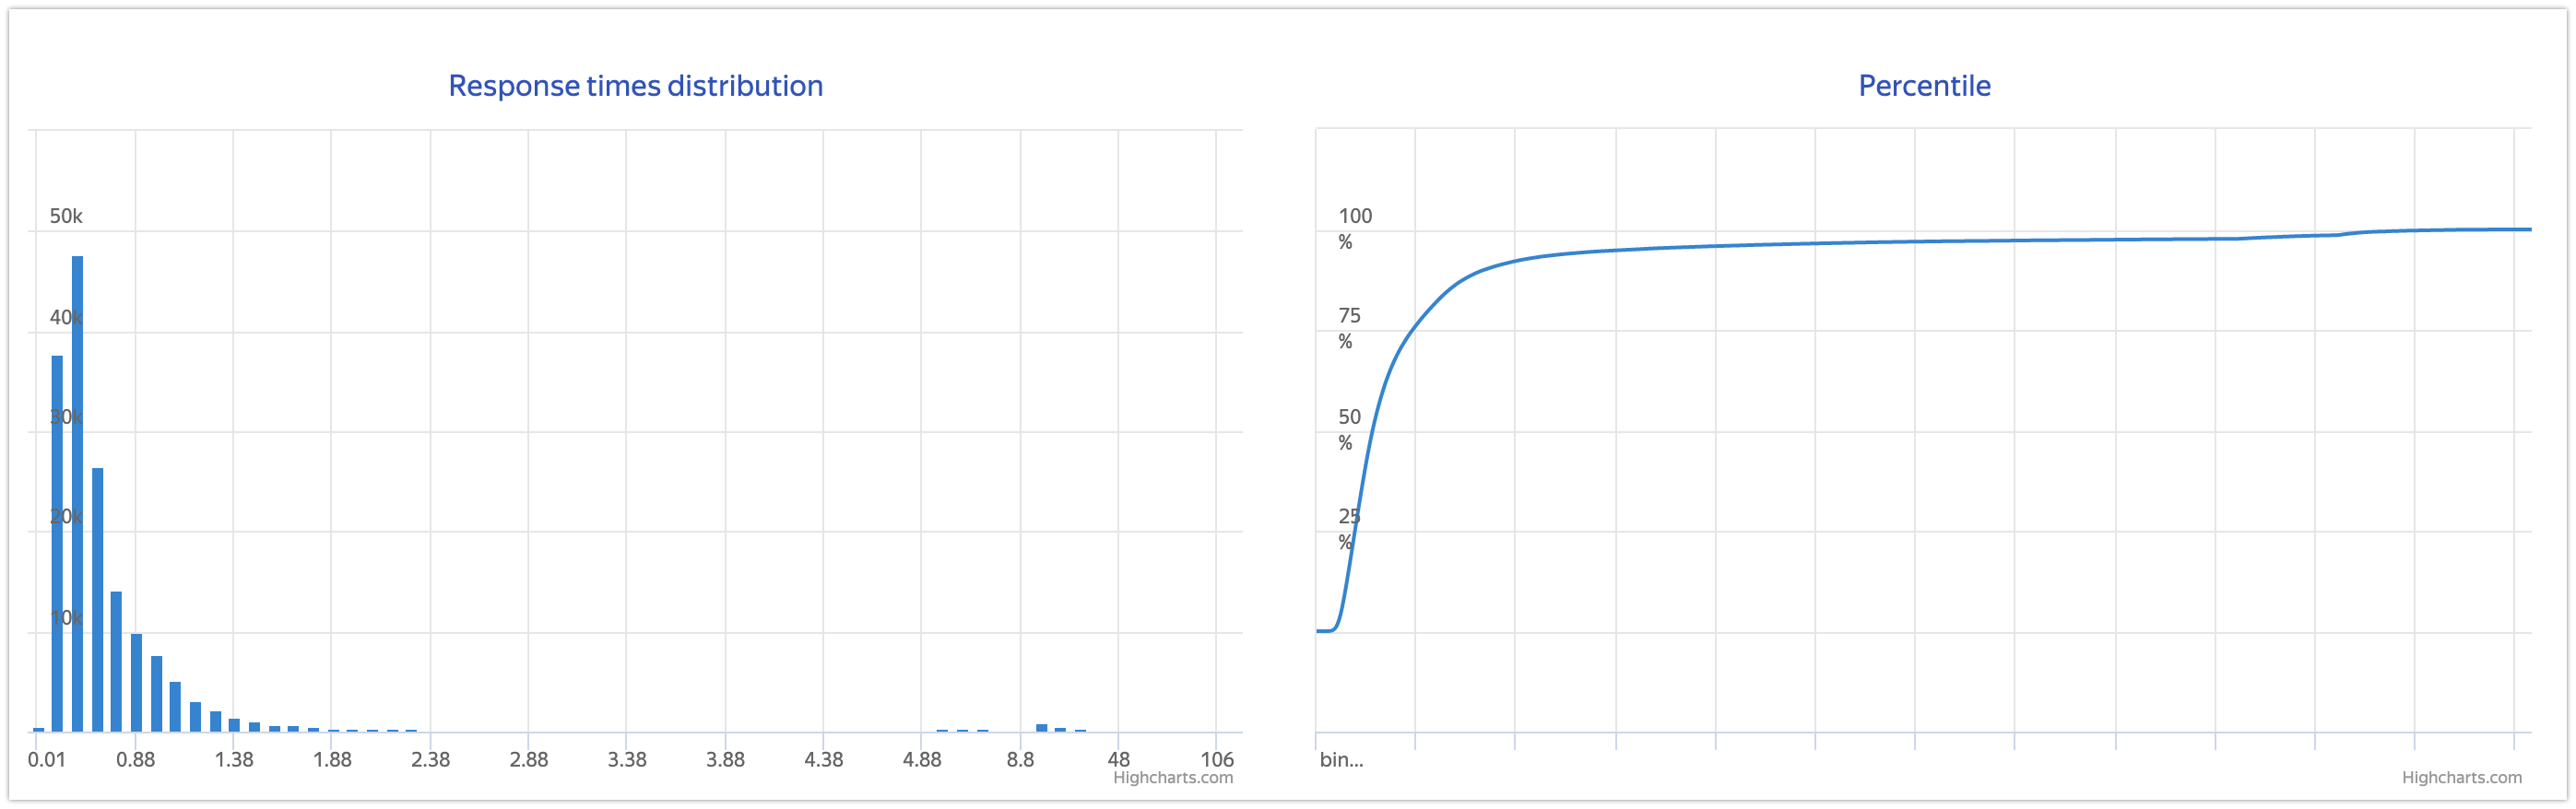 Response times distribution
50k
40k
30k
20k
10k
0.01 0.88 1.38 1.88 2.38 2.88 3.38 3.88 4.38 4.88 8.8 48 106
Highcharts.com
Percentile
100
%
75
%
50
%
25
%
bin...
Highcharts.com